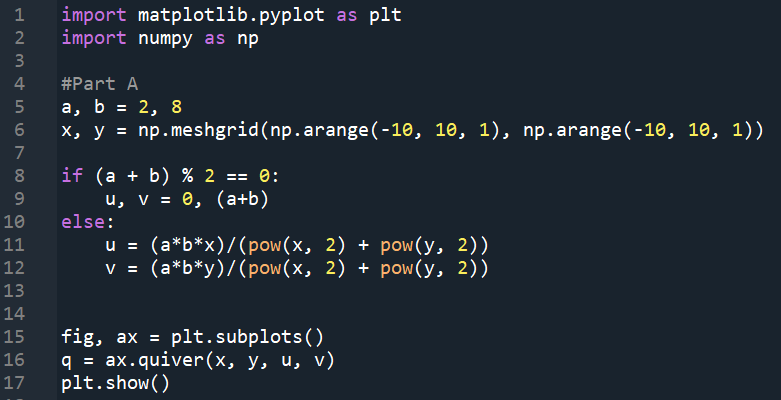 1 import matplotlib.pyplot as plt
2 import numpy as np
3
4 #Part A
5 a, b = 2, 8
6 x, y = np.meshgrid(np.arange(-10, 10, 1), np.arange(-10, 10, 1))
7
8 if (a + b) % 2 == 0:
9     u, v = 0, (a+b)
10 else:
11     u = (a*b*x)/(pow(x, 2) + pow(y, 2))
12     v = (a*b*y)/(pow(x, 2) + pow(y, 2))
13
14
15 fig, ax = plt.subplots()
16 q = ax.quiver(x, y, u, v)
17 plt.show()